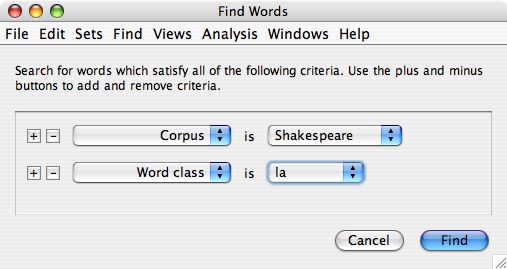 Find Words
File Edit Sets Find Views Analysis Windows Help
Search for words which satisfy all of the following criteria. Use the plus and minus
buttons to add and remove criteria.
+ − Corpus is Shakespeare
+ − Word class is la
Cancel Find